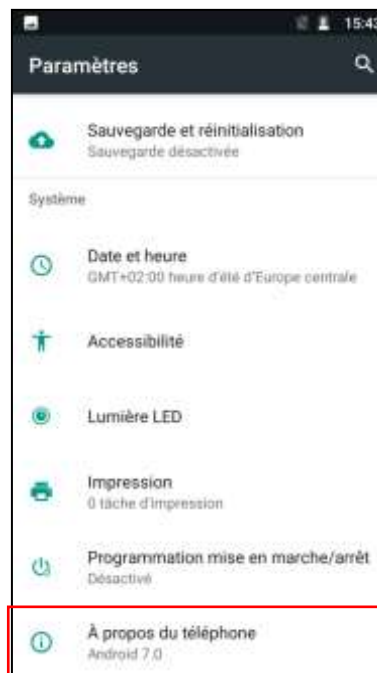 15:43
Paramètres
Sauvegarde et réinitialisation
Sauvegarde désactivée
Système
Date et heure
GMT+02:00 heure d'été d'Europe centrale
Accessibilité
Lumière LED
Impression
0 tâche d'impression
Programmation mise en marche/arrêt
Désactivé
À propos du téléphone
Android 7.0